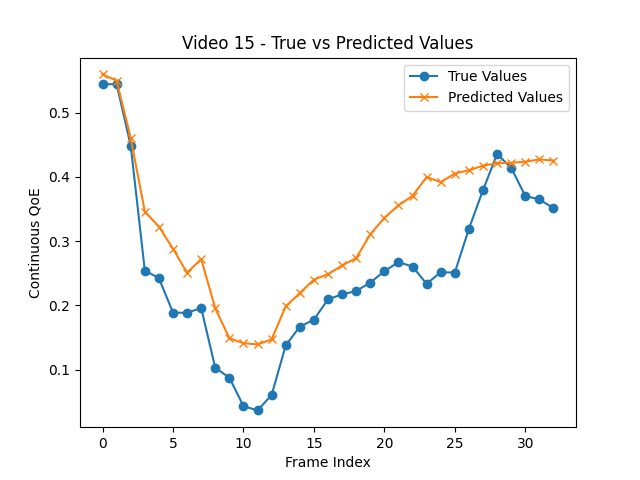 Video 15 - True vs Predicted Values
True Values
Predicted Values
Continuous QoE
0.5
0.4
0.3
0.2
0.1
0 5 10 15 20 25 30
Frame Index